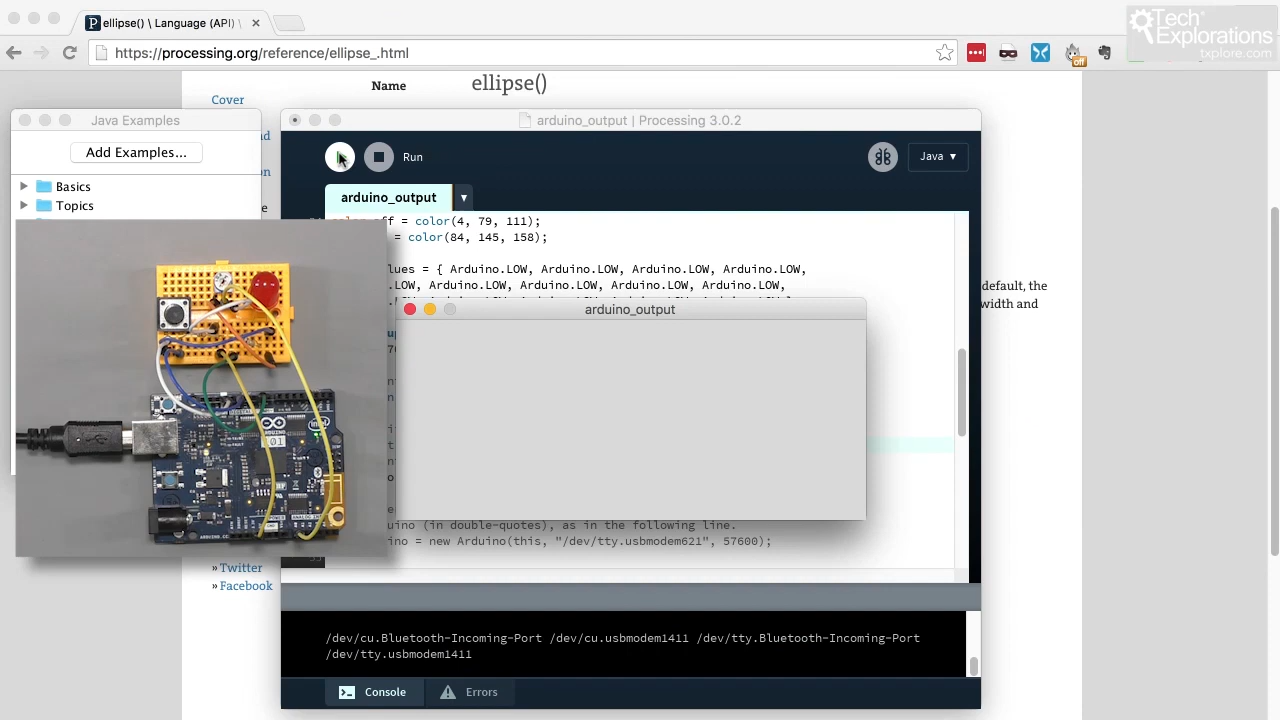 ellipse() \ Language (API) \
Tech Explorations
txplore.com
https://processing.org/reference/ellipse_.html
off
Name
ellipse()
Cover
Java Examples
arduino_output | Processing 3.0.2
Add Examples...
Run
Java
Basics
arduino_output
Topics
= color(4, 79, 111);
= color(84, 145, 158);
{ Arduino.LOW, Arduino.LOW, Arduino.LOW, Arduino.LOW,
Arduino.LOW, Arduino.LOW, Arduino.LOW, Arduino.LOW,
default, the
width and
arduino_output
(in double-quotes), as in the following line.
= new Arduino(this, "/dev/tty.usbmodem621", 57600);
» Twitter
» Facebook
/dev/cu.Bluetooth-Incoming-Port /dev/cu.usbmodem1411 /dev/tty.Bluetooth-Incoming-Port
/dev/tty.usbmodem1411
Console
Errors